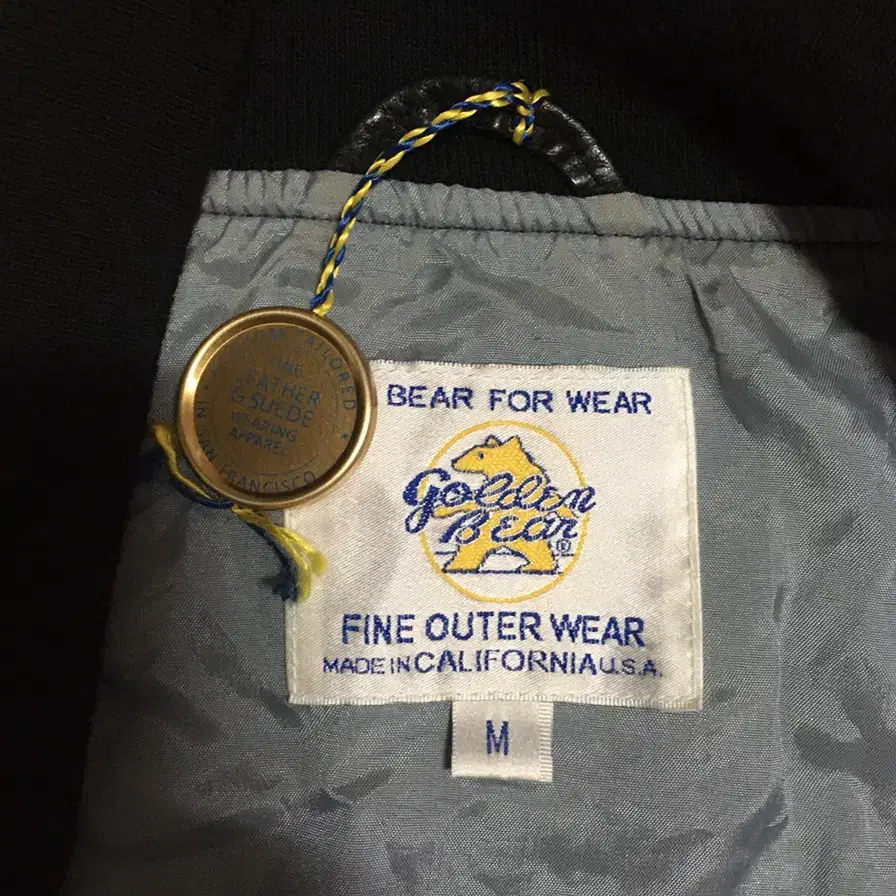 TAILORED
FINE
LEATHER
& SUEDE
WEARING
APPAREL
IN SAN FRANCISCO
BEAR FOR WEAR
Golden
Bear
®
FINE OUTER WEAR
MADE IN CALIFORNIA U.S.A.
M